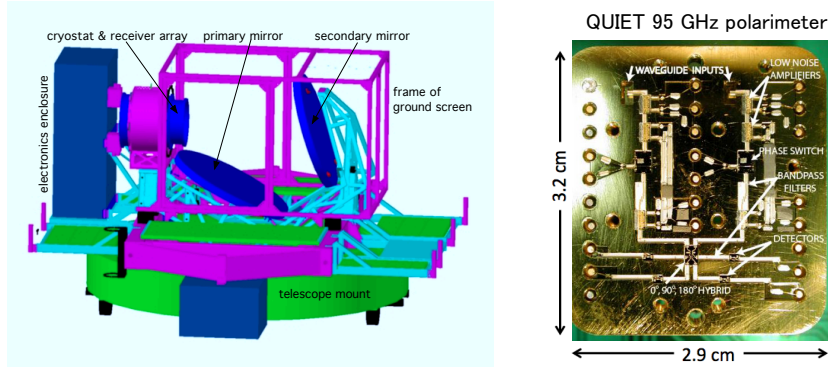 cryostat & receiver array
primary mirror
secondary mirror
electronics enclosure
frame of
ground screen
telescope mount
QUIET 95 GHz polarimeter
WAVEGUIDE INPUTS
LOW NOISE
AMPLIFIERS
PHASE SWITCH
BANDPASS
FILTERS
DETECTORS
0°, 90°, 180° HYBRID
3.2 cm
2.9 cm